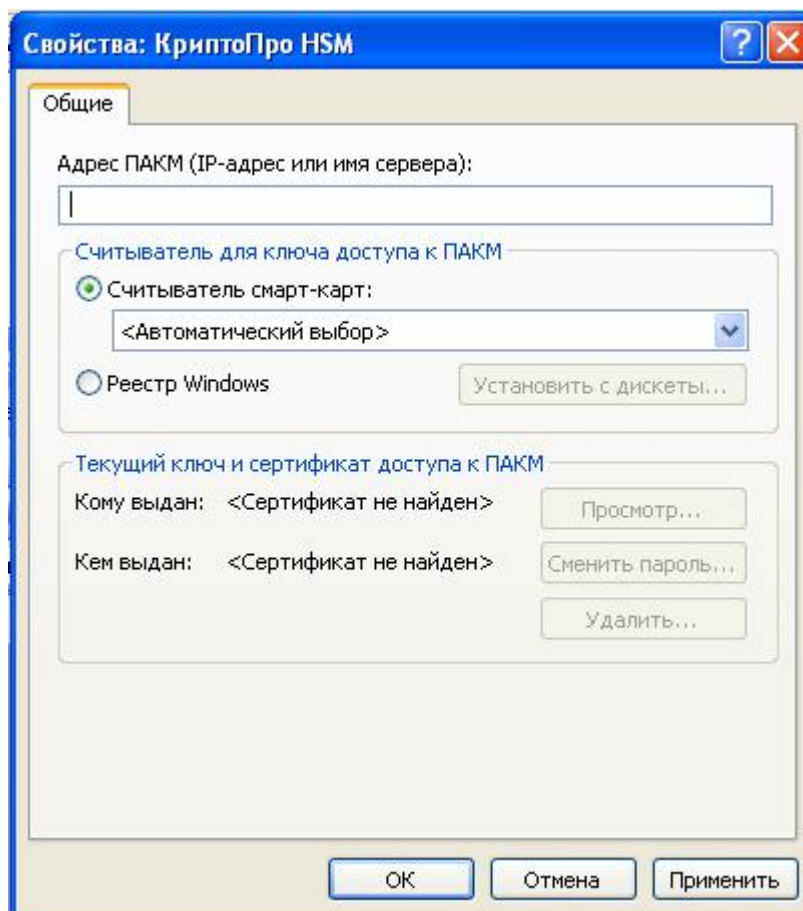 Свойства: КриптоПро HSM
Общие
Адрес ПАКМ (IP-адрес или имя сервера):
Считыватель для ключа доступа к ПАКМ
Считыватель смарт-карт:
<Автоматический выбор>
Реестр Windows
Установить с дискеты...
Текущий ключ и сертификат доступа к ПАКМ
Кому выдан: <Сертификат не найден>
Просмотр...
Кем выдан: <Сертификат не найден>
Сменить пароль...
Удалить...
ОК
Отмена
Применить